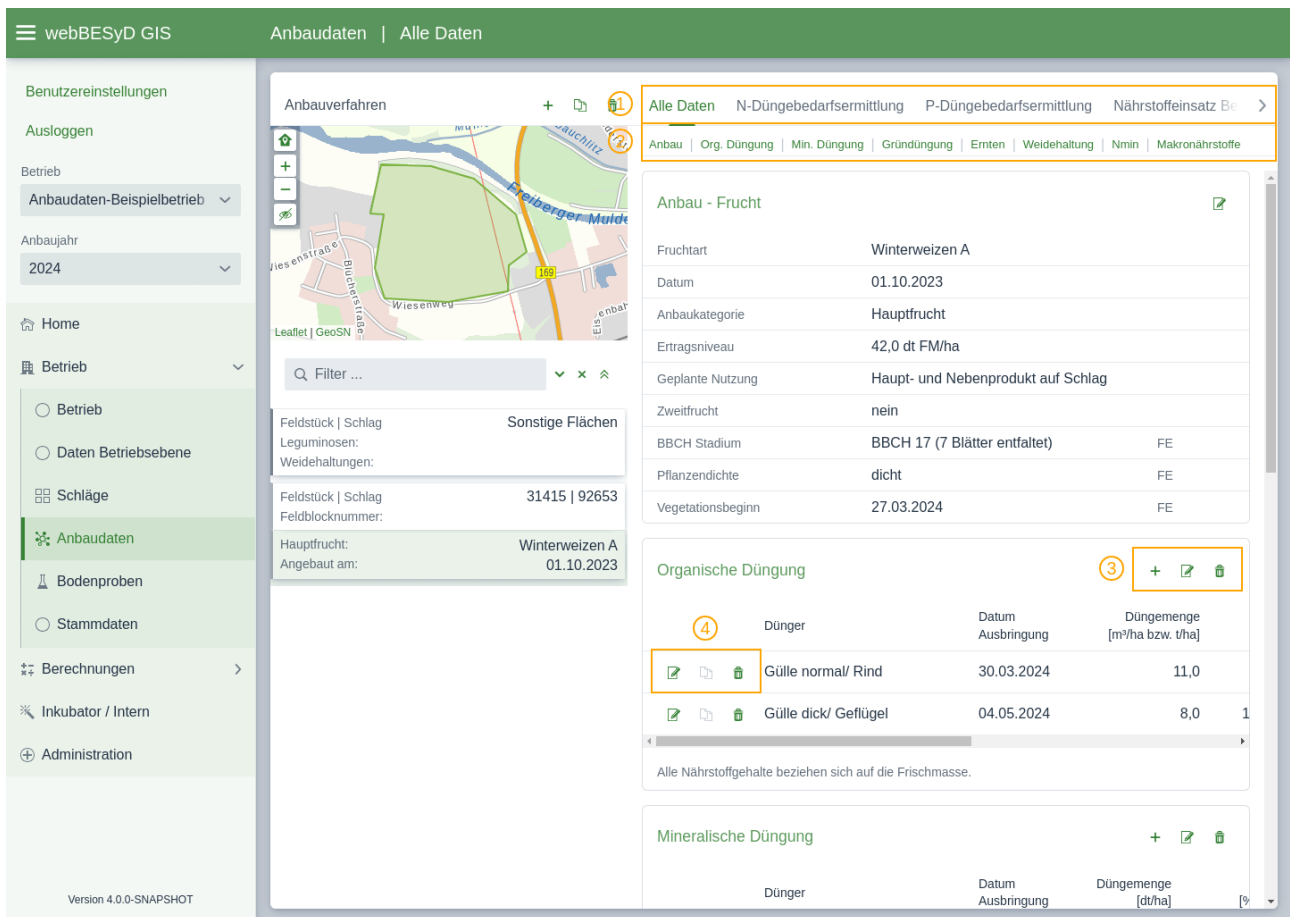 webBESyD GIS
Anbaudaten | Alle Daten
Benutzereinstellungen
Ausloggen
Betrieb
Anbaudaten-Beispielbetrieb
Anbaujahr
2024
Home
Betrieb
Betrieb
Daten Betriebsebene
Schläge
Anbaudaten
Bodenproben
Stammdaten
Berechnungen
Inkubator / Intern
Administration
Version 4.0.0-SNAPSHOT
Anbauverfahren
Freiberger Mulde
169
Blücherstraße
Wiesenweg
Leaflet | GeoSN
Filter ...
Feldstück | Schlag Sonstige Flächen
Leguminosen:
Weidehaltungen:
Feldstück | Schlag 31415 | 92653
Feldblocknummer:
Hauptfrucht: Winterweizen A
Angebaut am: 01.10.2023
1
Alle Daten N-Düngebedarfsermittlung P-Düngebedarfsermittlung Nährstoffeinsatz Be
Anbau | Org. Düngung | Min. Düngung | Gründüngung | Ernten | Weidehaltung | Nmin | Makronährstoffe
Anbau - Frucht
Fruchtart Winterweizen A
Datum 01.10.2023
Anbaukategorie Hauptfrucht
Ertragsniveau 42,0 dt FM/ha
Geplante Nutzung Haupt- und Nebenprodukt auf Schlag
Zweitfrucht nein
BBCH Stadium BBCH 17 (7 Blätter entfaltet) FE
Pflanzendichte dicht FE
Vegetationsbeginn 27.03.2024 FE
Organische Düngung
3
4
Dünger Datum Ausbringung Düngemenge [m³/ha bzw. t/ha]
Gülle normal/ Rind 30.03.2024 11,0
Gülle dick/ Geflügel 04.05.2024 8,0 1
Alle Nährstoffgehalte beziehen sich auf die Frischmasse.
Mineralische Düngung
Dünger Datum Ausbringung Düngemenge [dt/ha] [%